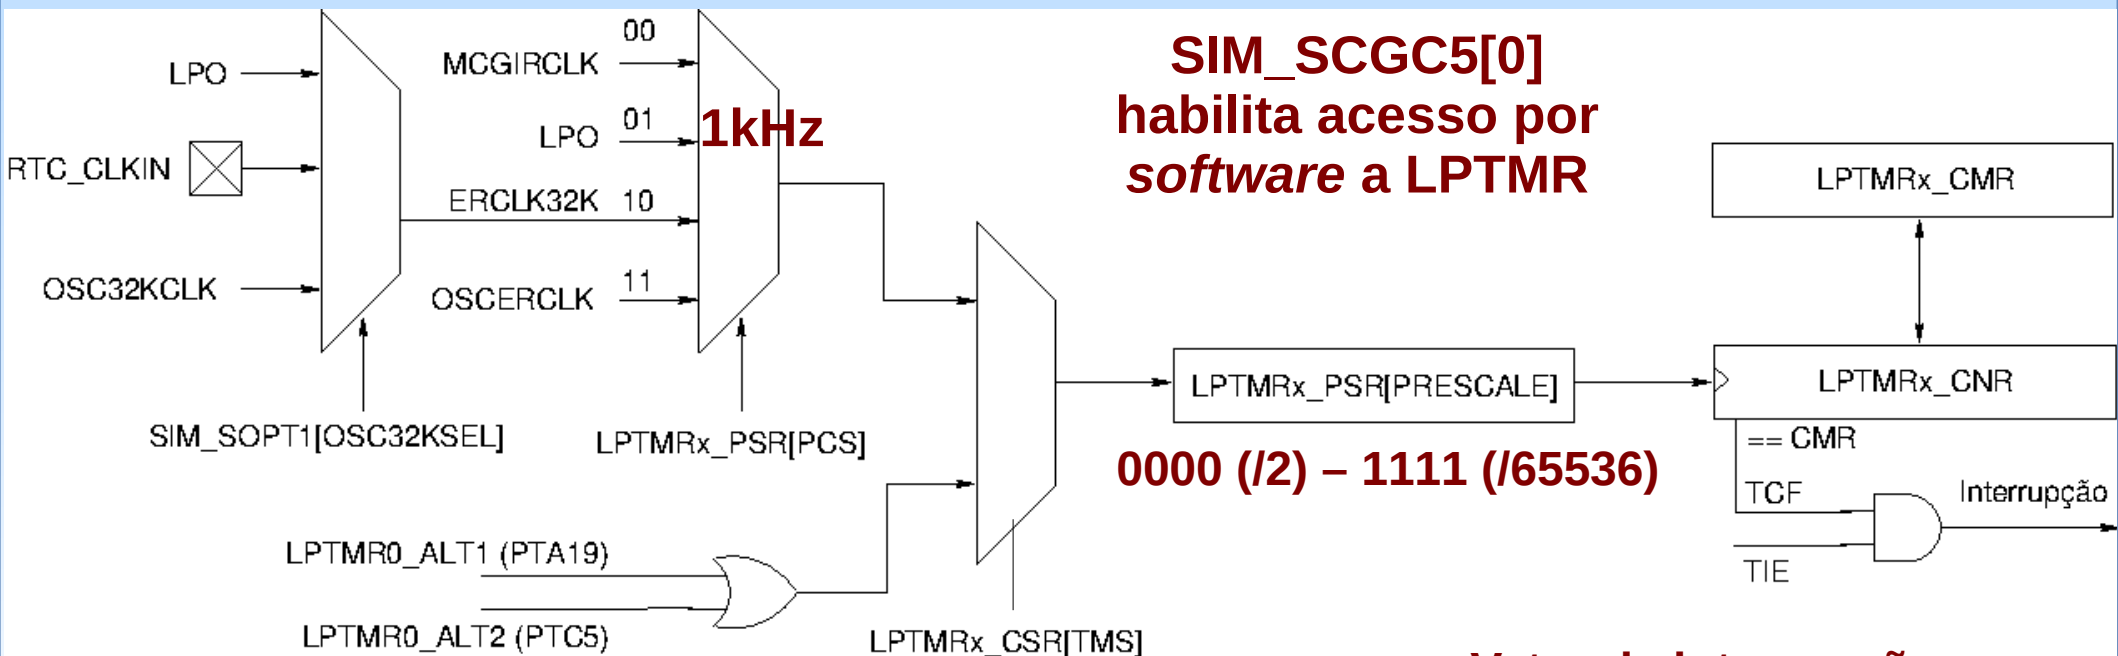 LPO
RTC_CLKIN
OSC32KCLK
SIM_SOPT1[OSC32KSEL]
00
MCGIRCLK
01
LPO
1kHz
ERCLK32K 10
11
OSCERCLK
LPTMRx_PSR[PCS]
LPTMR0_ALT1 (PTA19)
LPTMR0_ALT2 (PTC5)
LPTMRx_CSR[TMS]
SIM_SCGC5[0]
habilita acesso por
software a LPTMR
LPTMRx_PSR[PRESCALE]
0000 (/2) – 1111 (/65536)
LPTMRx_CMR
LPTMRx_CNR
== CMR
TCF
TIE
Interrupção